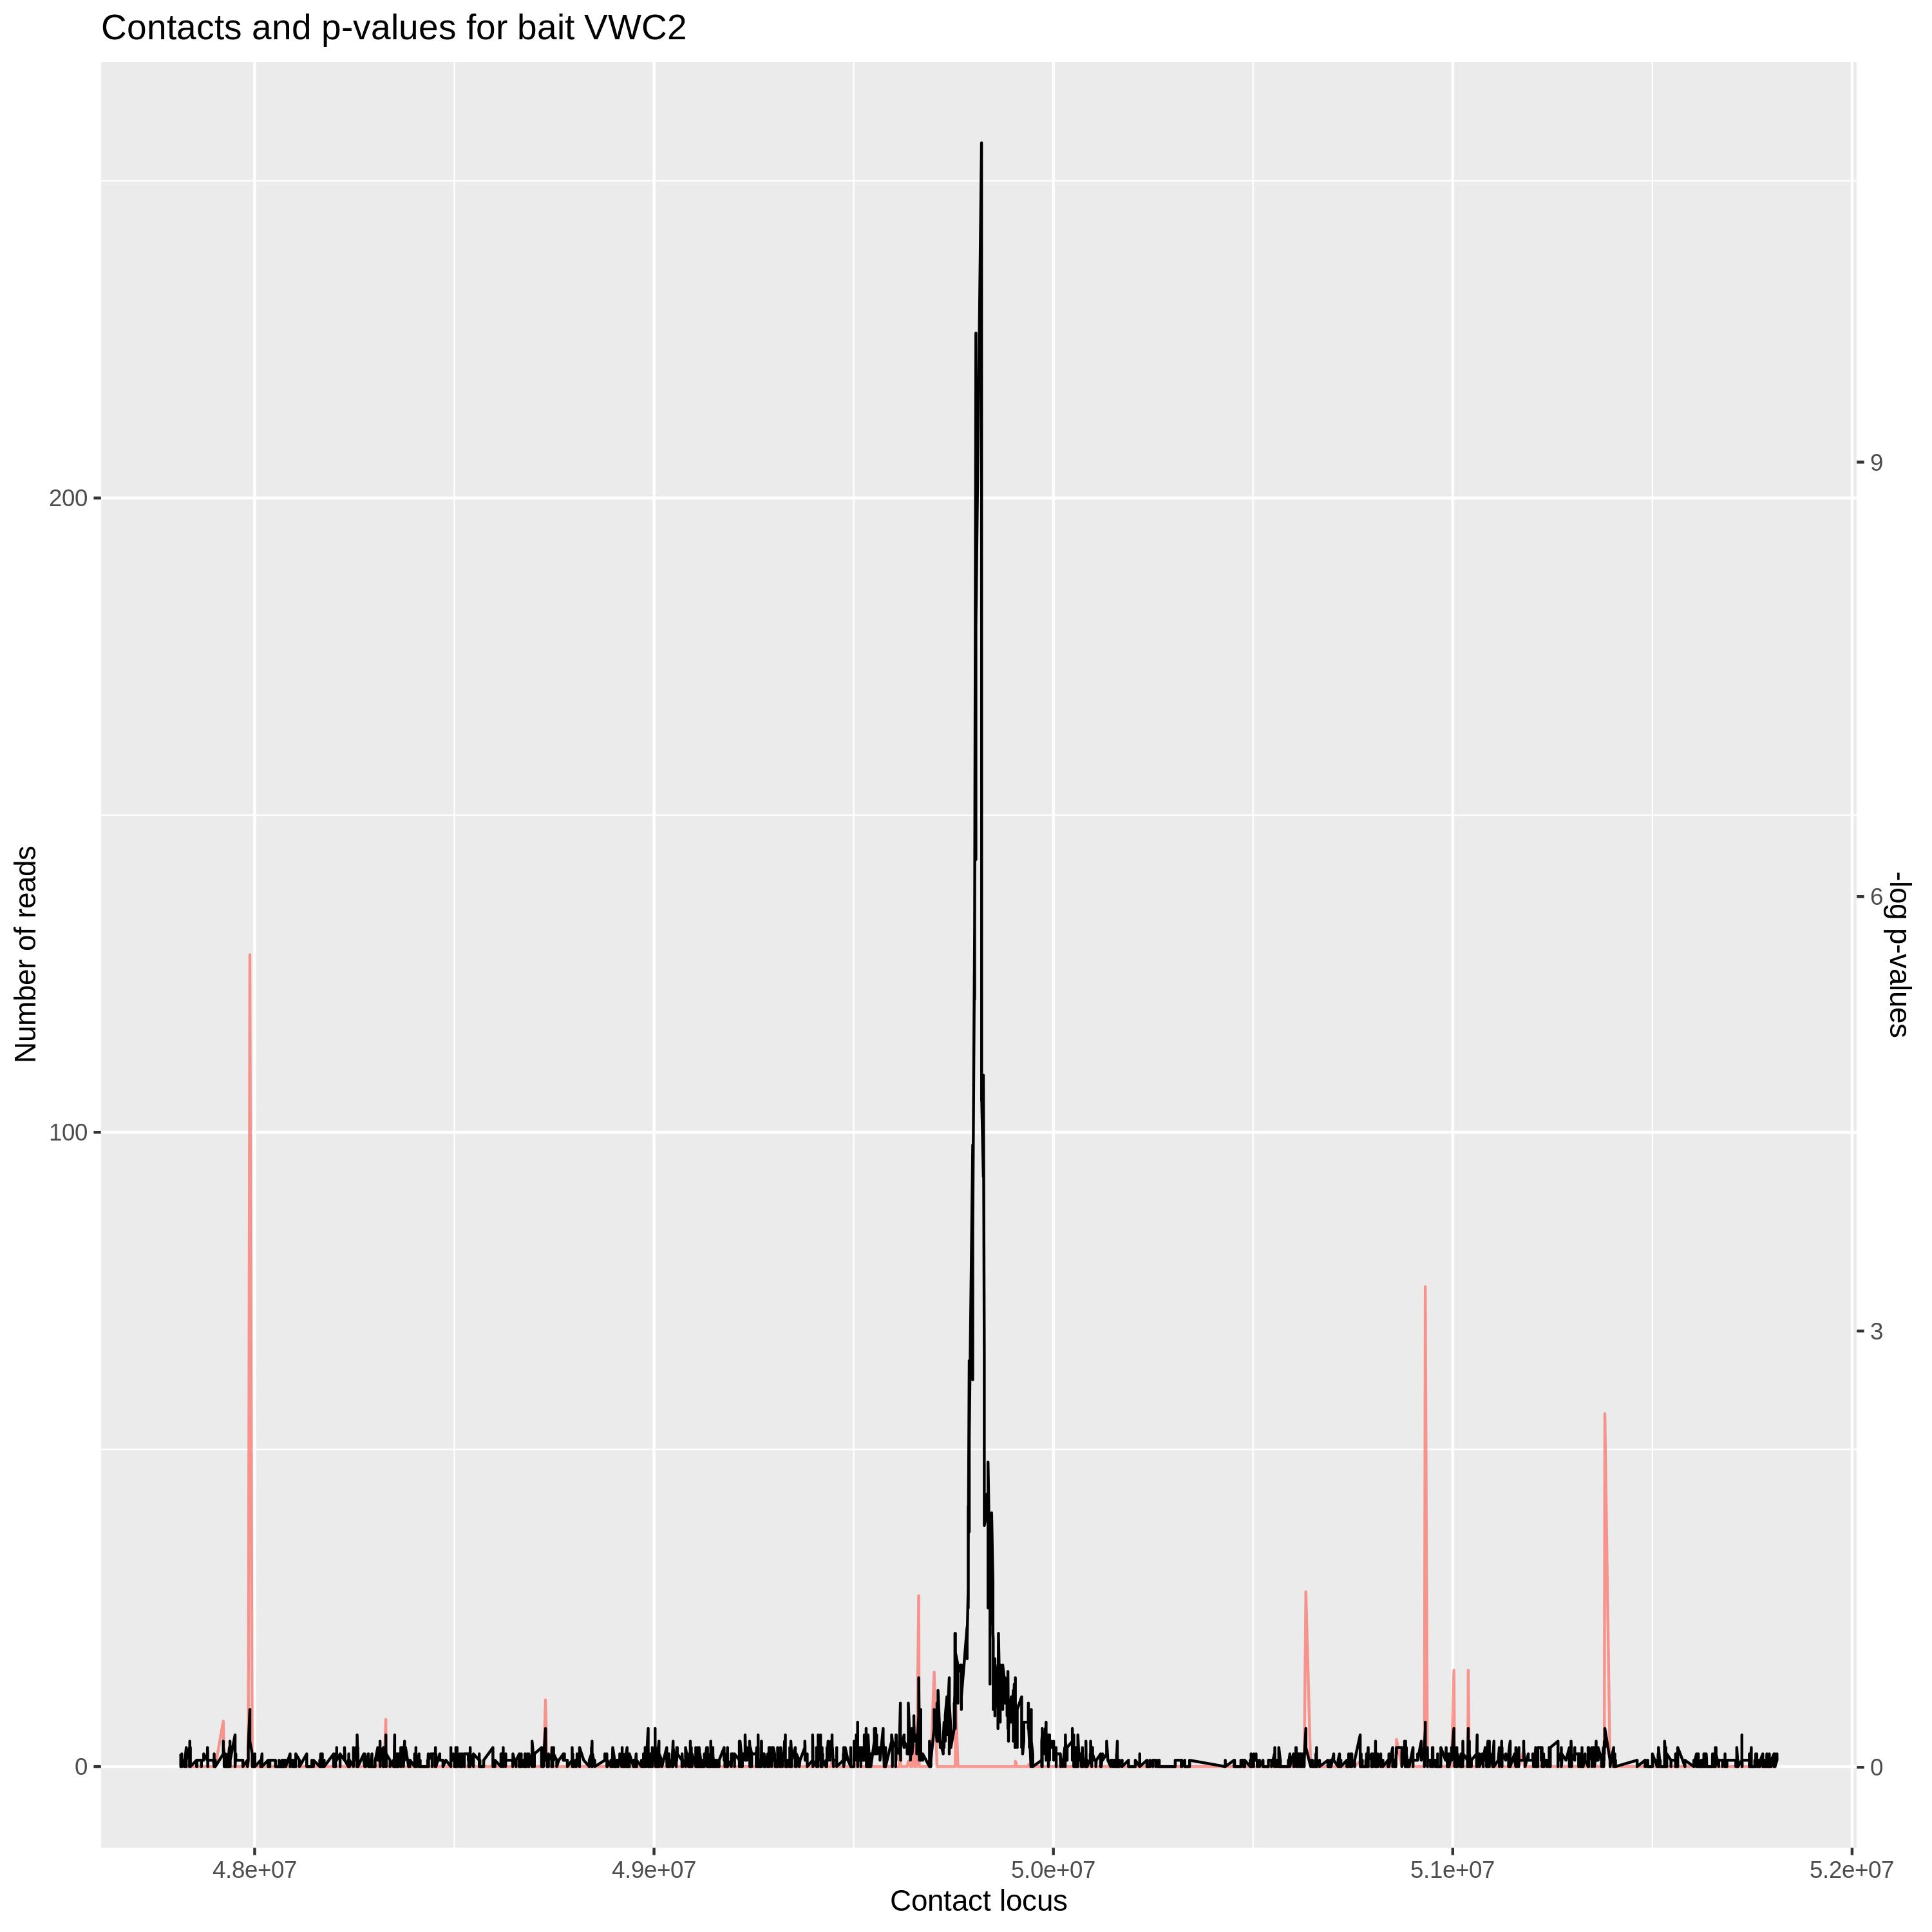 Contacts and p-values for bait VWC2
Number of reads
200
100
0
9
6
3
0
-log p-values
4.8e+07
4.9e+07
5.0e+07
5.1e+07
5.2e+07
Contact locus